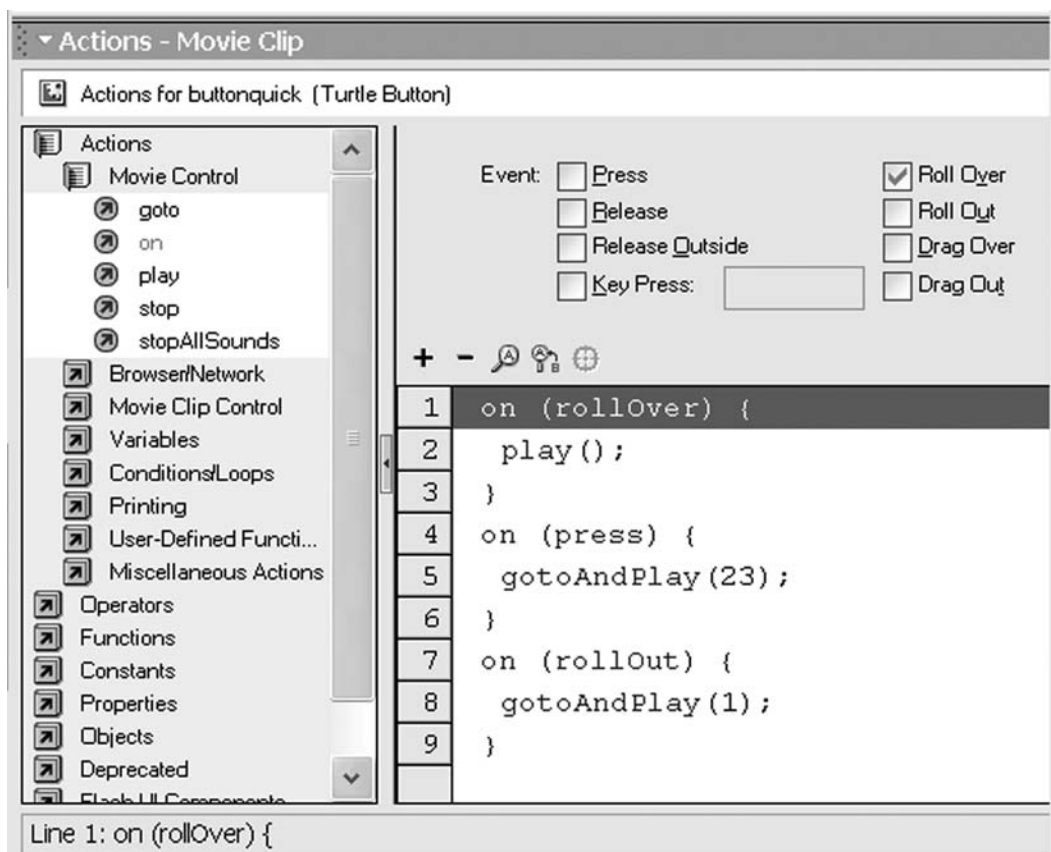 Actions - Movie Clip
Actions for buttonquick (Turtle Button)
Actions
Movie Control
goto
on
play
stop
stopAllSounds
Browser/Network
Movie Clip Control
Variables
Conditions/Loops
Printing
User-Defined Functi...
Miscellaneous Actions
Operators
Functions
Constants
Properties
Objects
Deprecated
Flash UI Components
Event: Press Roll Over
Release Roll Out
Release Outside Drag Over
Key Press: Drag Out
1 on (rollOver) {
2 play();
3 }
4 on (press) {
5 gotoAndPlay(23);
6 }
7 on (rollOut) {
8 gotoAndPlay(1);
9 }
Line 1: on (rollOver) {